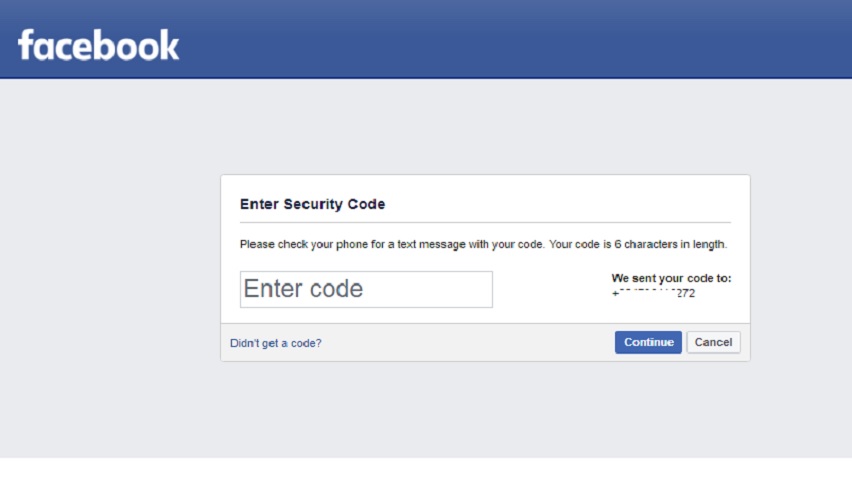 facebook
Enter Security Code
Please check your phone for a text message with your code. Your code is 6 characters in length.
Enter code
We sent your code to:
272
Didn't get a code?
Continue
Cancel